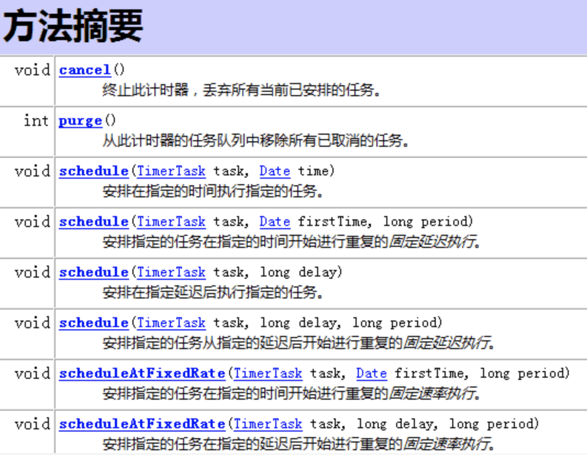 方法摘要
void cancel()
终止此计时器，丢弃所有当前已安排的任务。
int purge()
从此计时器的任务队列中移除所有已取消的任务。
void schedule(TimerTask task, Date time)
安排在指定的时间执行指定的任务。
void schedule(TimerTask task, Date firstTime, long period)
安排指定的任务在指定的时间开始进行重复的固定延迟执行。
void schedule(TimerTask task, long delay)
安排在指定延迟后执行指定的任务。
void schedule(TimerTask task, long delay, long period)
安排指定的任务从指定的延迟后开始进行重复的固定延迟执行。
void scheduleAtFixedRate(TimerTask task, Date firstTime, long period)
安排指定的任务在指定的时间开始进行重复的固定速率执行。
void scheduleAtFixedRate(TimerTask task, long delay, long period)
安排指定的任务在指定的延迟后开始进行重复的固定速率执行。